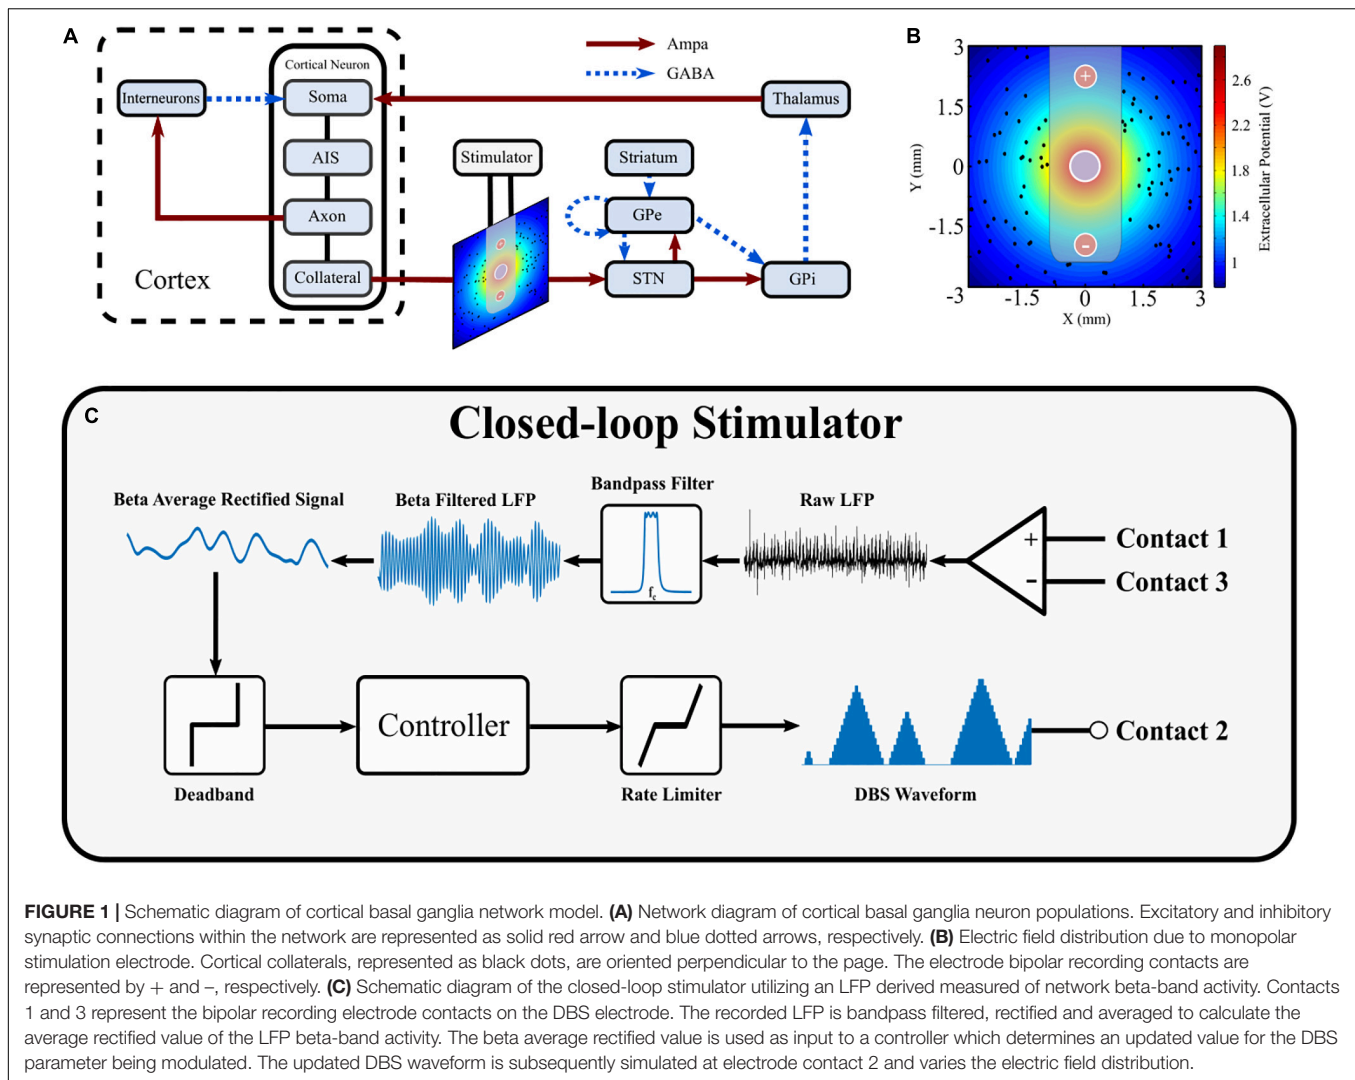 A
Cortical Neuron
Interneurons
Soma
AIS
Axon
Collateral
Cortex
Ampa
GABA
Stimulator
Striatum
GPe
STN
Thalamus
GPi
B
3
1.5
0
-1.5
-3
Y (mm)
-3 -1.5 0 1.5 3
X (mm)
+
-
2.6
2.2
1.8
1.4
1
Extracellular Potential (V)
C
Closed-loop Stimulator
Beta Average Rectified Signal
Beta Filtered LFP
Bandpass Filter
fc
Raw LFP
+
-
Contact 1
Contact 3
Deadband
Controller
Rate Limiter
DBS Waveform
Contact 2
FIGURE 1 | Schematic diagram of cortical basal ganglia network model. (A) Network diagram of cortical basal ganglia neuron populations. Excitatory and inhibitory
synaptic connections within the network are represented as solid red arrow and blue dotted arrows, respectively. (B) Electric field distribution due to monopolar
stimulation electrode. Cortical collaterals, represented as black dots, are oriented perpendicular to the page. The electrode bipolar recording contacts are
represented by + and –, respectively. (C) Schematic diagram of the closed-loop stimulator utilizing an LFP derived measured of network beta-band activity. Contacts
1 and 3 represent the bipolar recording electrode contacts on the DBS electrode. The recorded LFP is bandpass filtered, rectified and averaged to calculate the
average rectified value of the LFP beta-band activity. The beta average rectified value is used as input to a controller which determines an updated value for the DBS
parameter being modulated. The updated DBS waveform is subsequently simulated at electrode contact 2 and varies the electric field distribution.